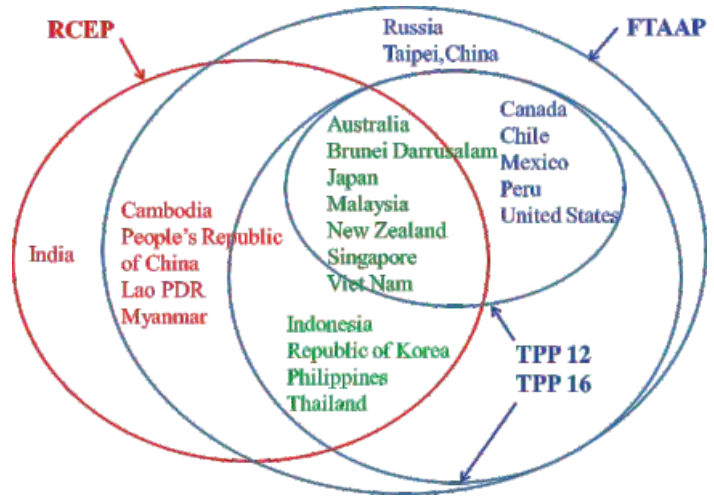 RCEP
Russia
Taipei,China
FTAAP
Australia
Brunei Darrusalam
Japan
Malaysia
New Zealand
Singapore
Viet Nam
Canada
Chile
Mexico
Peru
United States
India
Cambodia
People's Republic
of China
Lao PDR
Myanmar
Indonesia
Republic of Korea
Philippines
Thailand
TPP 12
TPP 16